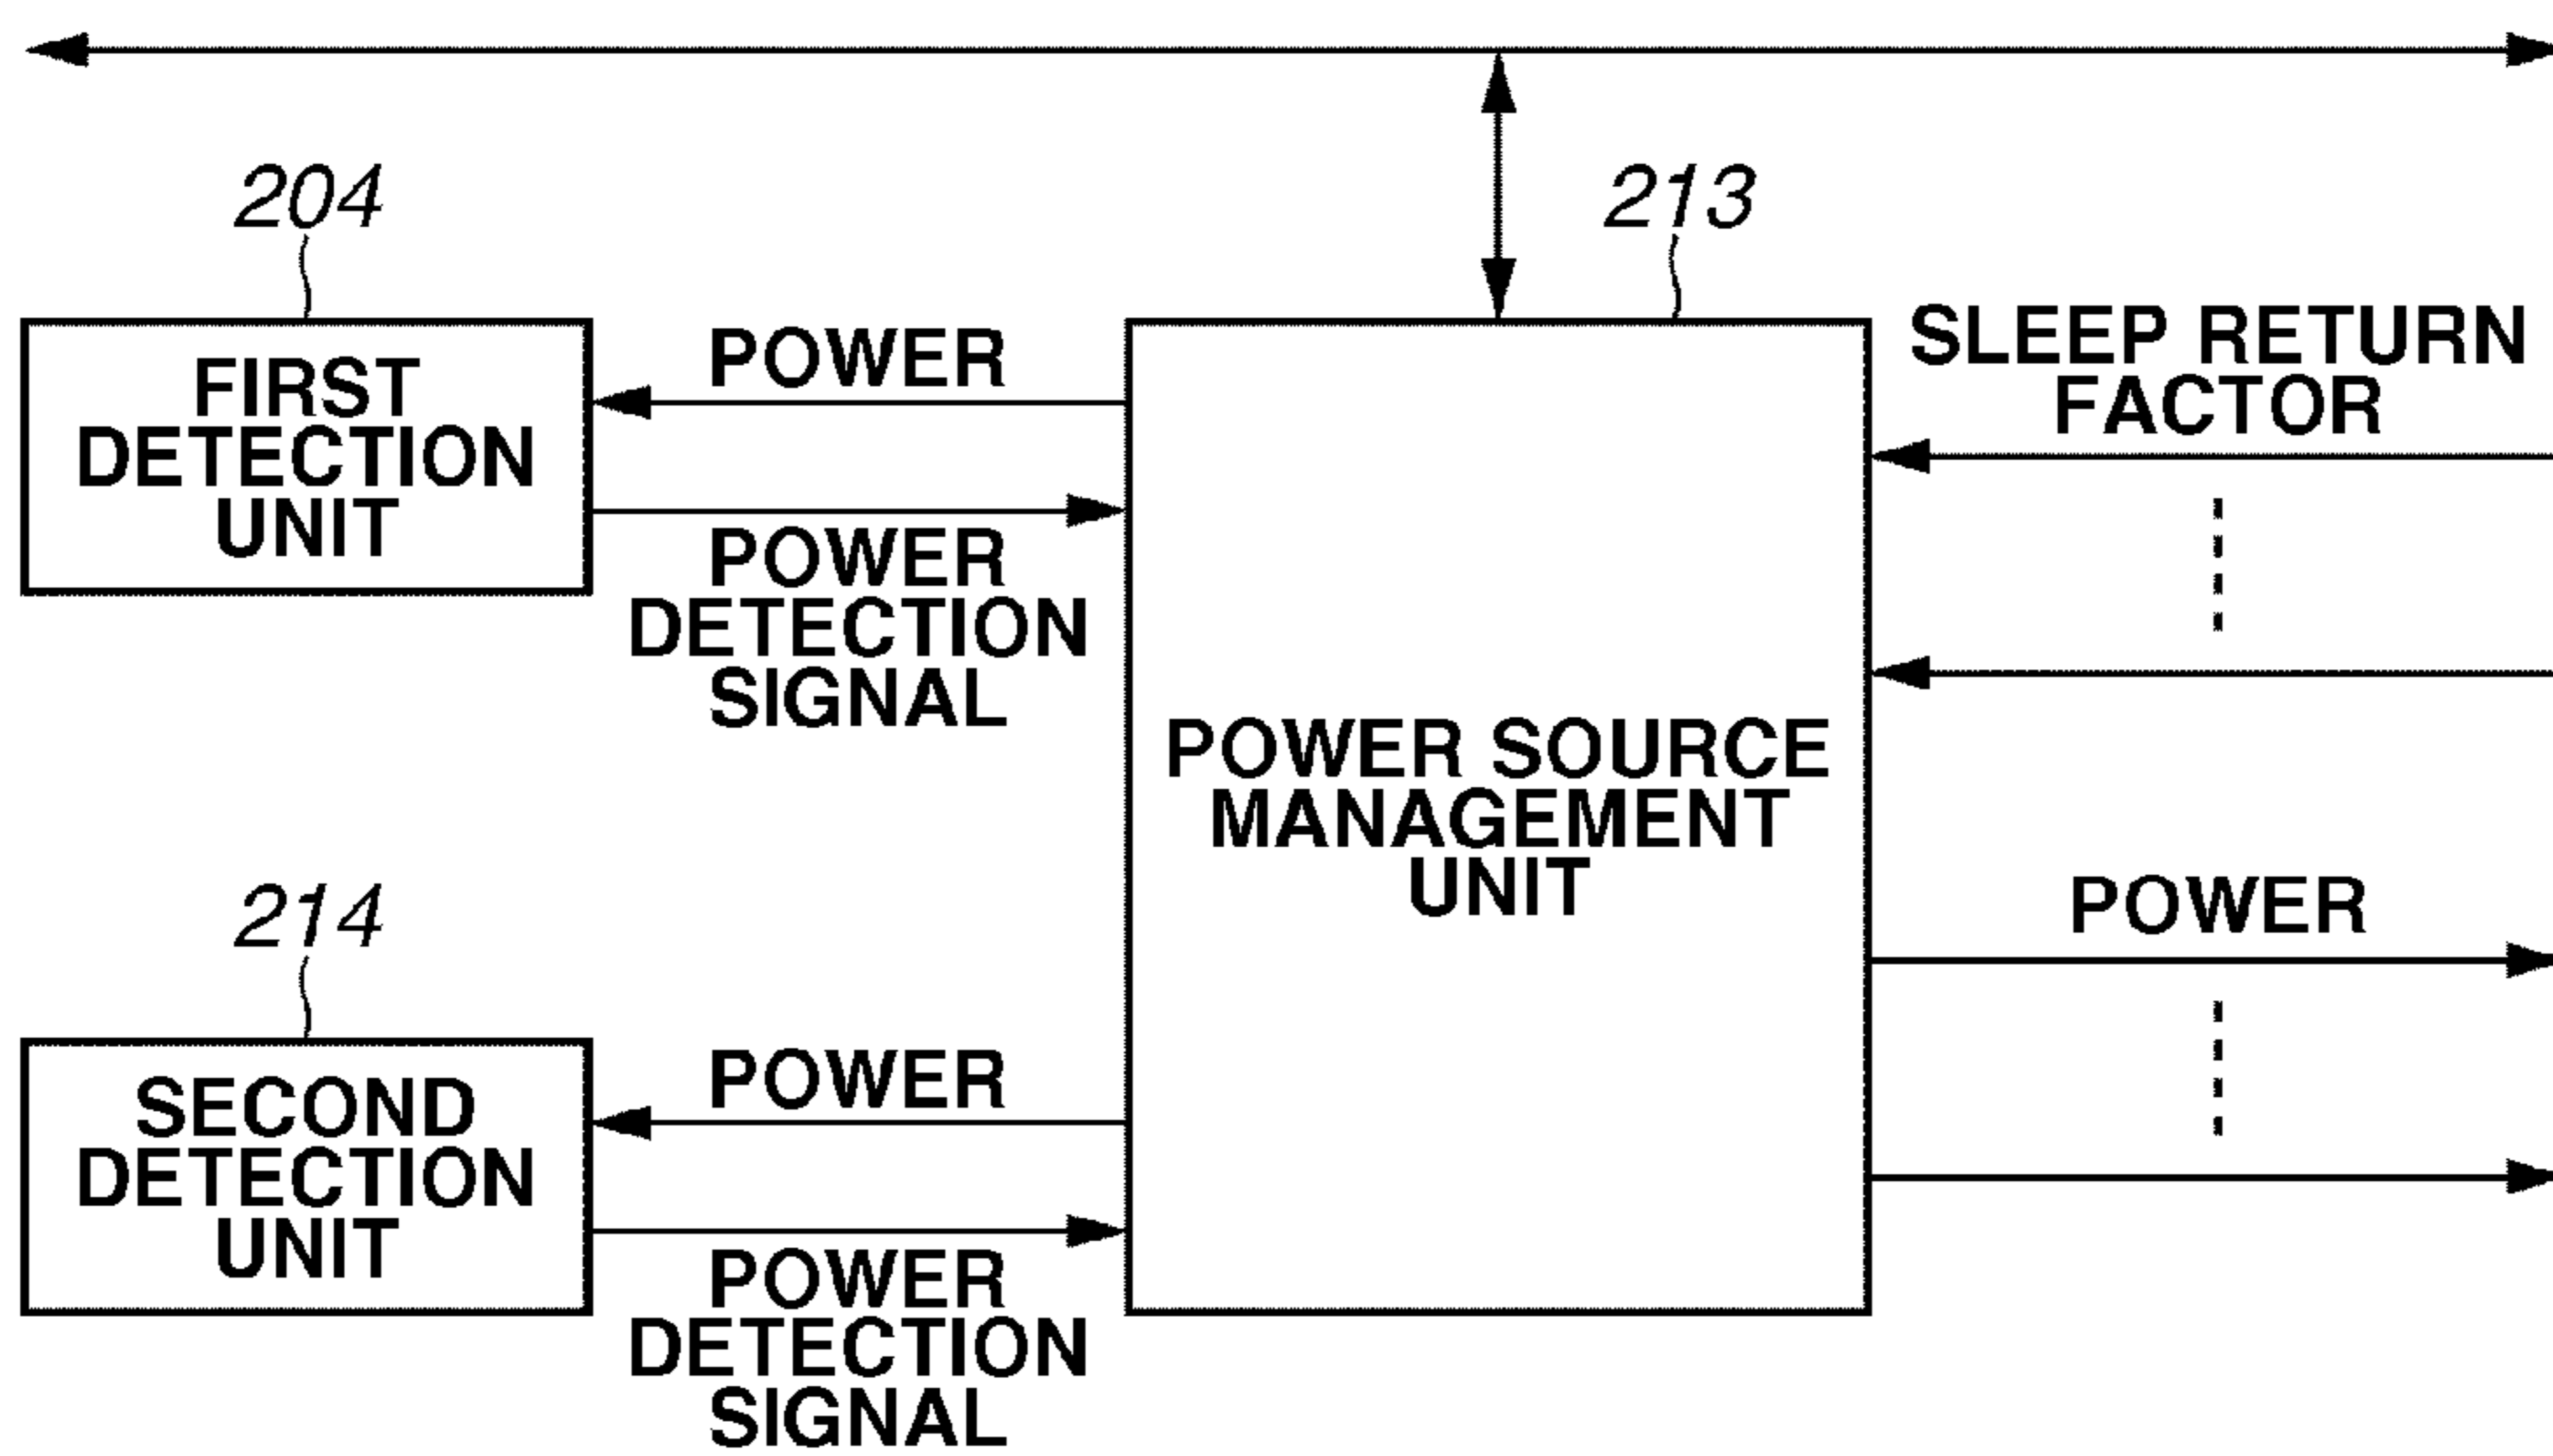 204
213
FIRST
DETECTION
UNIT
POWER
POWER
DETECTION
SIGNAL
SLEEP RETURN
FACTOR
POWER SOURCE
MANAGEMENT
UNIT
POWER
214
SECOND
DETECTION
UNIT
POWER
POWER
DETECTION
SIGNAL